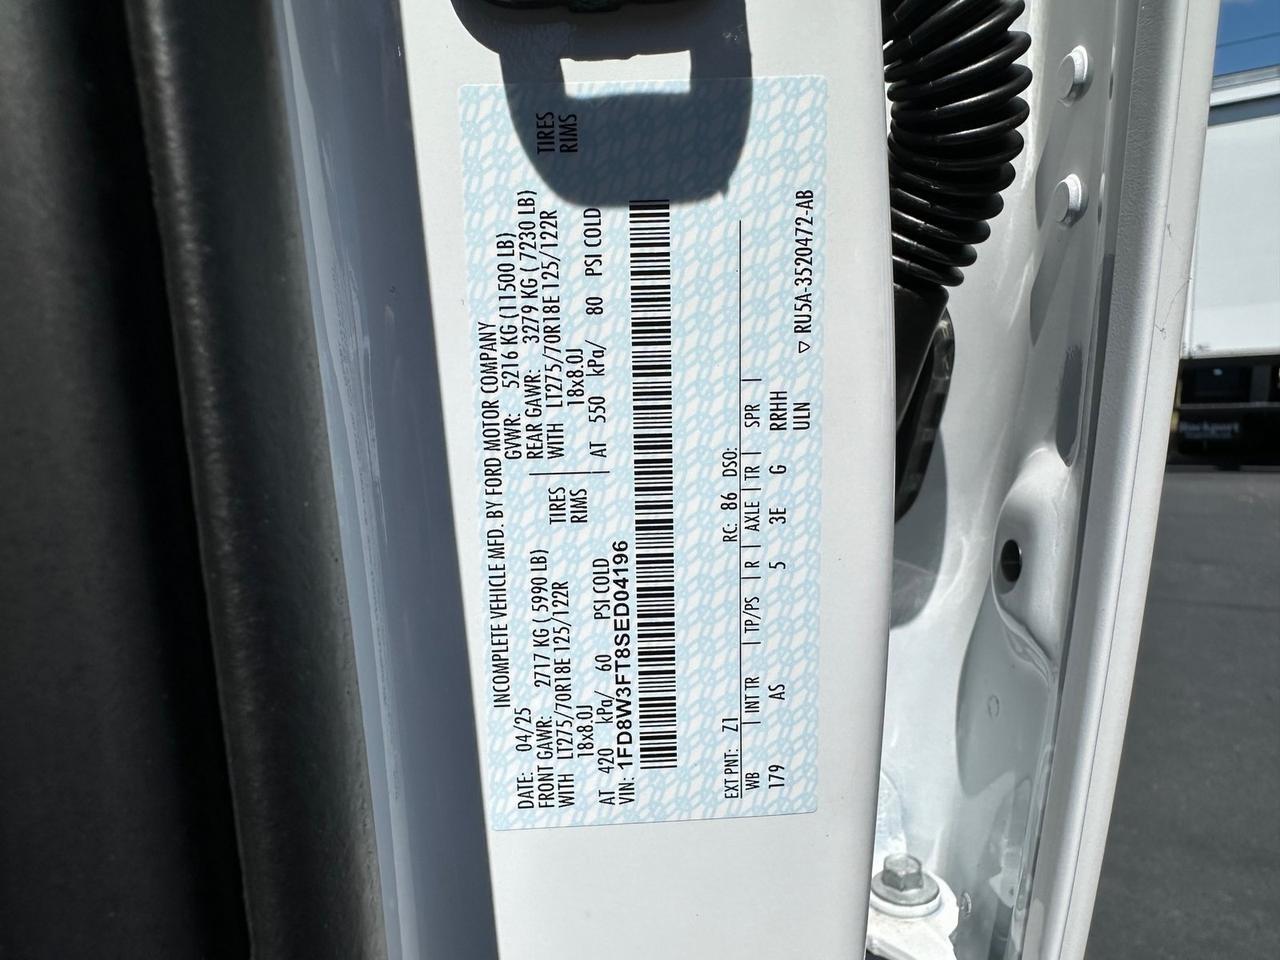 INCOMPLETE VEHICLE MFD. BY FORD MOTOR COMPANY
DATE: 04/25 GVWR: 5216 KG (11500 LB)
FRONT GAWR: 2717 KG ( 5990 LB) REAR GAWR: 3279 KG ( 7230 LB)
WITH LT275/70R18E 125/122R TIRES WITH LT275/70R18E 125/122R TIRES
18x8.0J RIMS 18x8.0J RIMS
AT 420 kPa/ 60 PSI COLD AT 550 kPa/ 80 PSI COLD
VIN: 1FD8W3FT8SED04196
EXT PNT: Z1 RC: 86 DSO:
WB INT TR TP/PS R AXLE TR SPR
179 AS 5 3E G RRHH
ULN
▽ RU5A-3520472-AB
Rockport